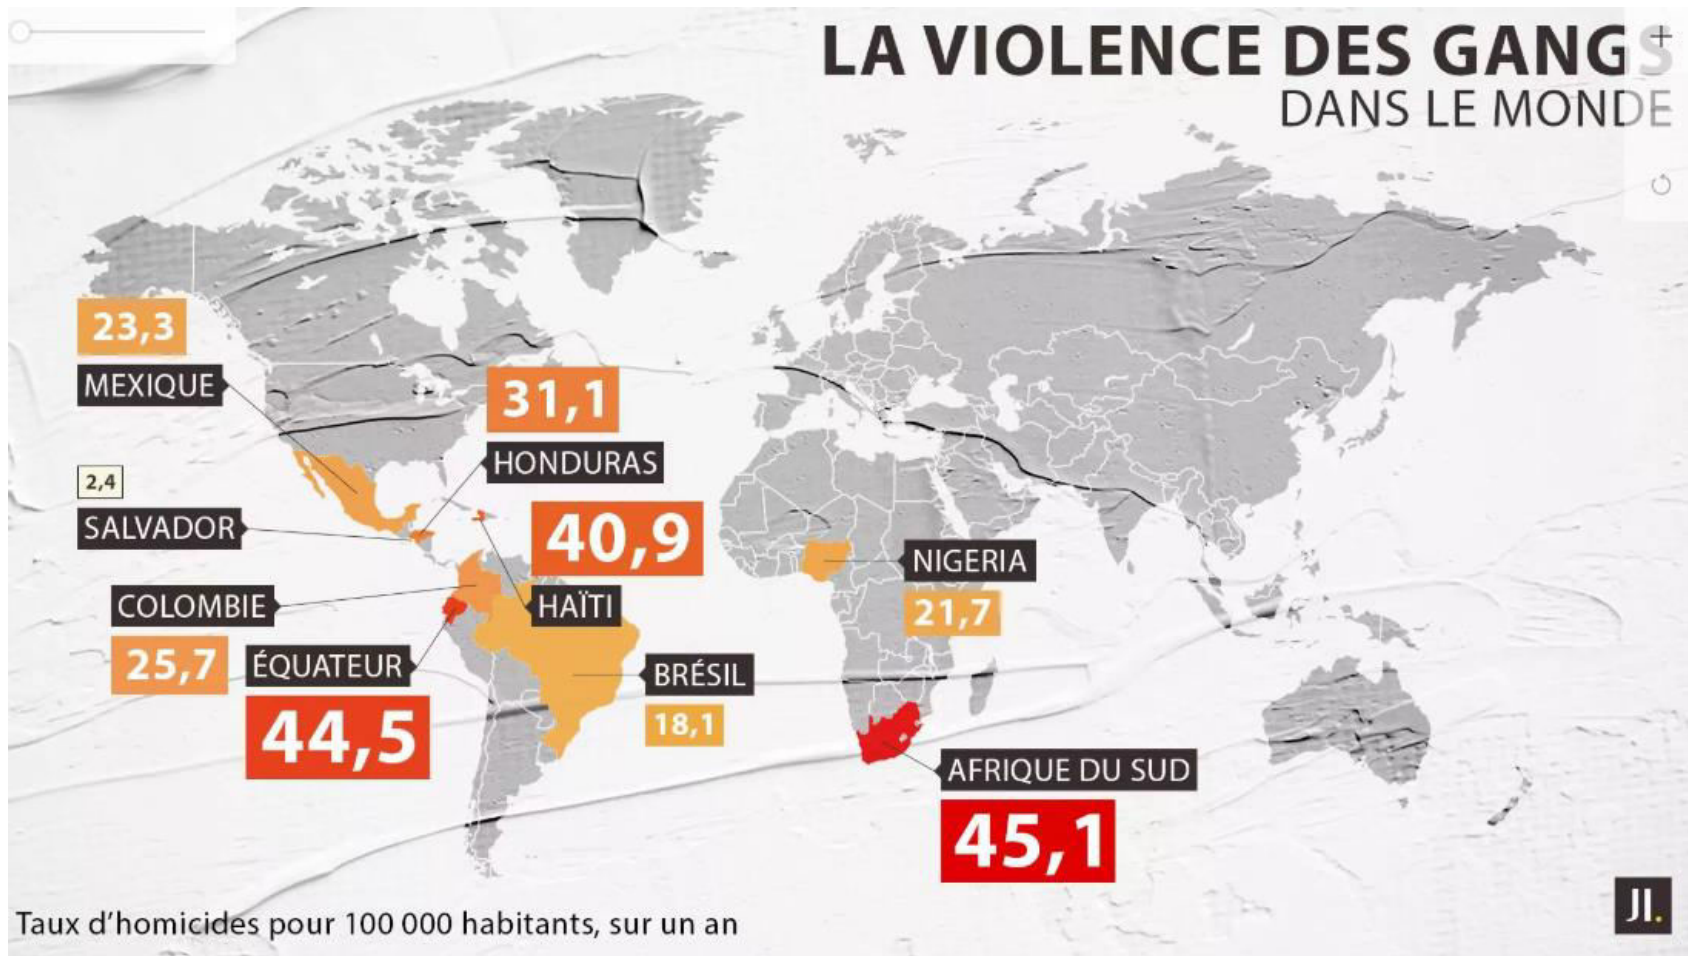 LA VIOLENCE DES GANGS
DANS LE MONDE
23,3
MEXIQUE
31,1
HONDURAS
2,4
SALVADOR
40,9
HAÏTI
NIGERIA
21,7
COLOMBIE
25,7
ÉQUATEUR
44,5
BRÉSIL
18,1
AFRIQUE DU SUD
45,1
Taux d’homicides pour 100 000 habitants, sur un an
JI.